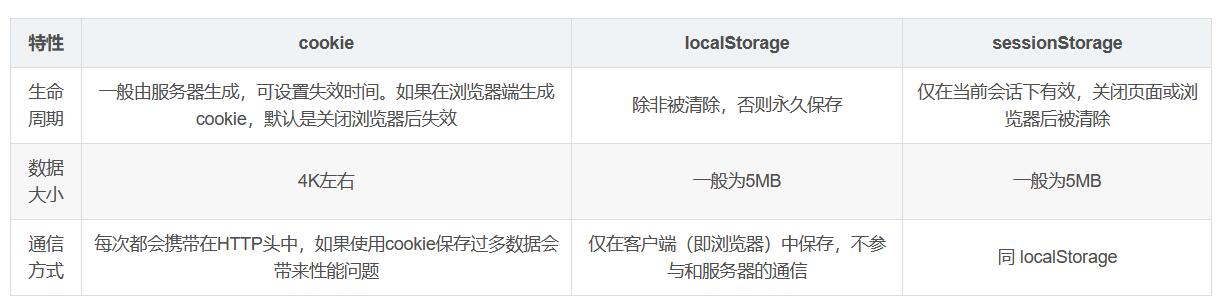 特性 cookie localStorage sessionStorage
生命周期 一般由服务器生成，可设置失效时间。如果在浏览器端生成cookie，默认是关闭浏览器后失效 除非被清除，否则永久保存 仅在当前会话下有效，关闭页面或浏览器后被清除
数据大小 4K左右 一般为5MB 一般为5MB
通信方式 每次都会携带在HTTP头中，如果使用cookie保存过多数据会带来性能问题 仅在客户端（即浏览器）中保存，不参与和服务器的通信 同 localStorage